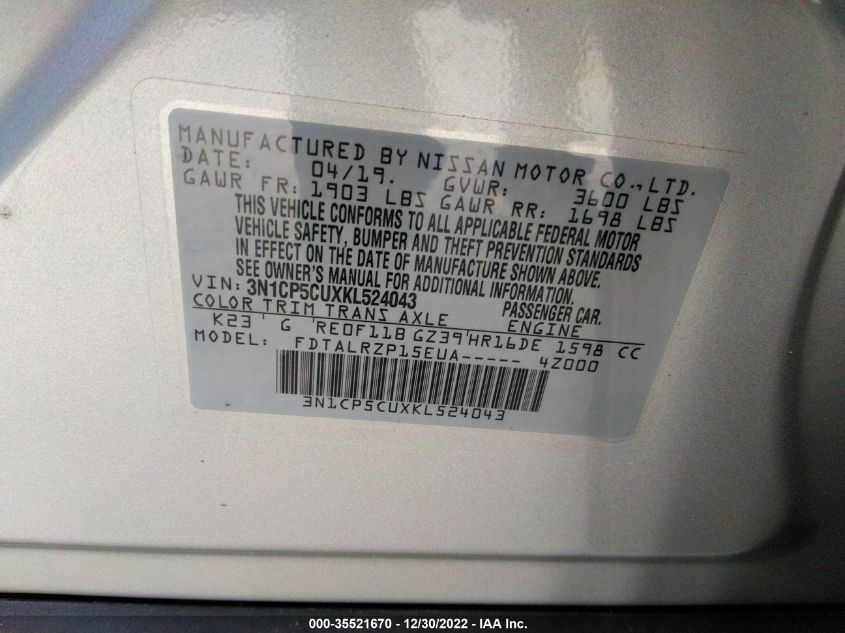 MANUFACTURED BY NISSAN MOTOR CO., LTD.
DATE: 04/19. GVWR: 3600 LBS
GAWR FR: 1903 LBS GAWR RR: 1698 LBS
THIS VEHICLE CONFORMS TO ALL APPLICABLE FEDERAL MOTOR
VEHICLE SAFETY, BUMPER AND THEFT PREVENTION STANDARDS
IN EFFECT ON THE DATE OF MANUFACTURE SHOWN ABOVE.
SEE OWNER'S MANUAL FOR ADDITIONAL INFORMATION.
VIN: 3N1CP5CUXKL524043 PASSENGER CAR.
COLOR TRIM TRANS AXLE ENGINE
K23 ' G 'RE0F11B GZ39'HR16DE 1598 CC
MODEL: FDTALRZP15EUA----- 4Z000
3N1CP5CUXKL524043
000-35521670 - 12/30/2022 - IAA Inc.